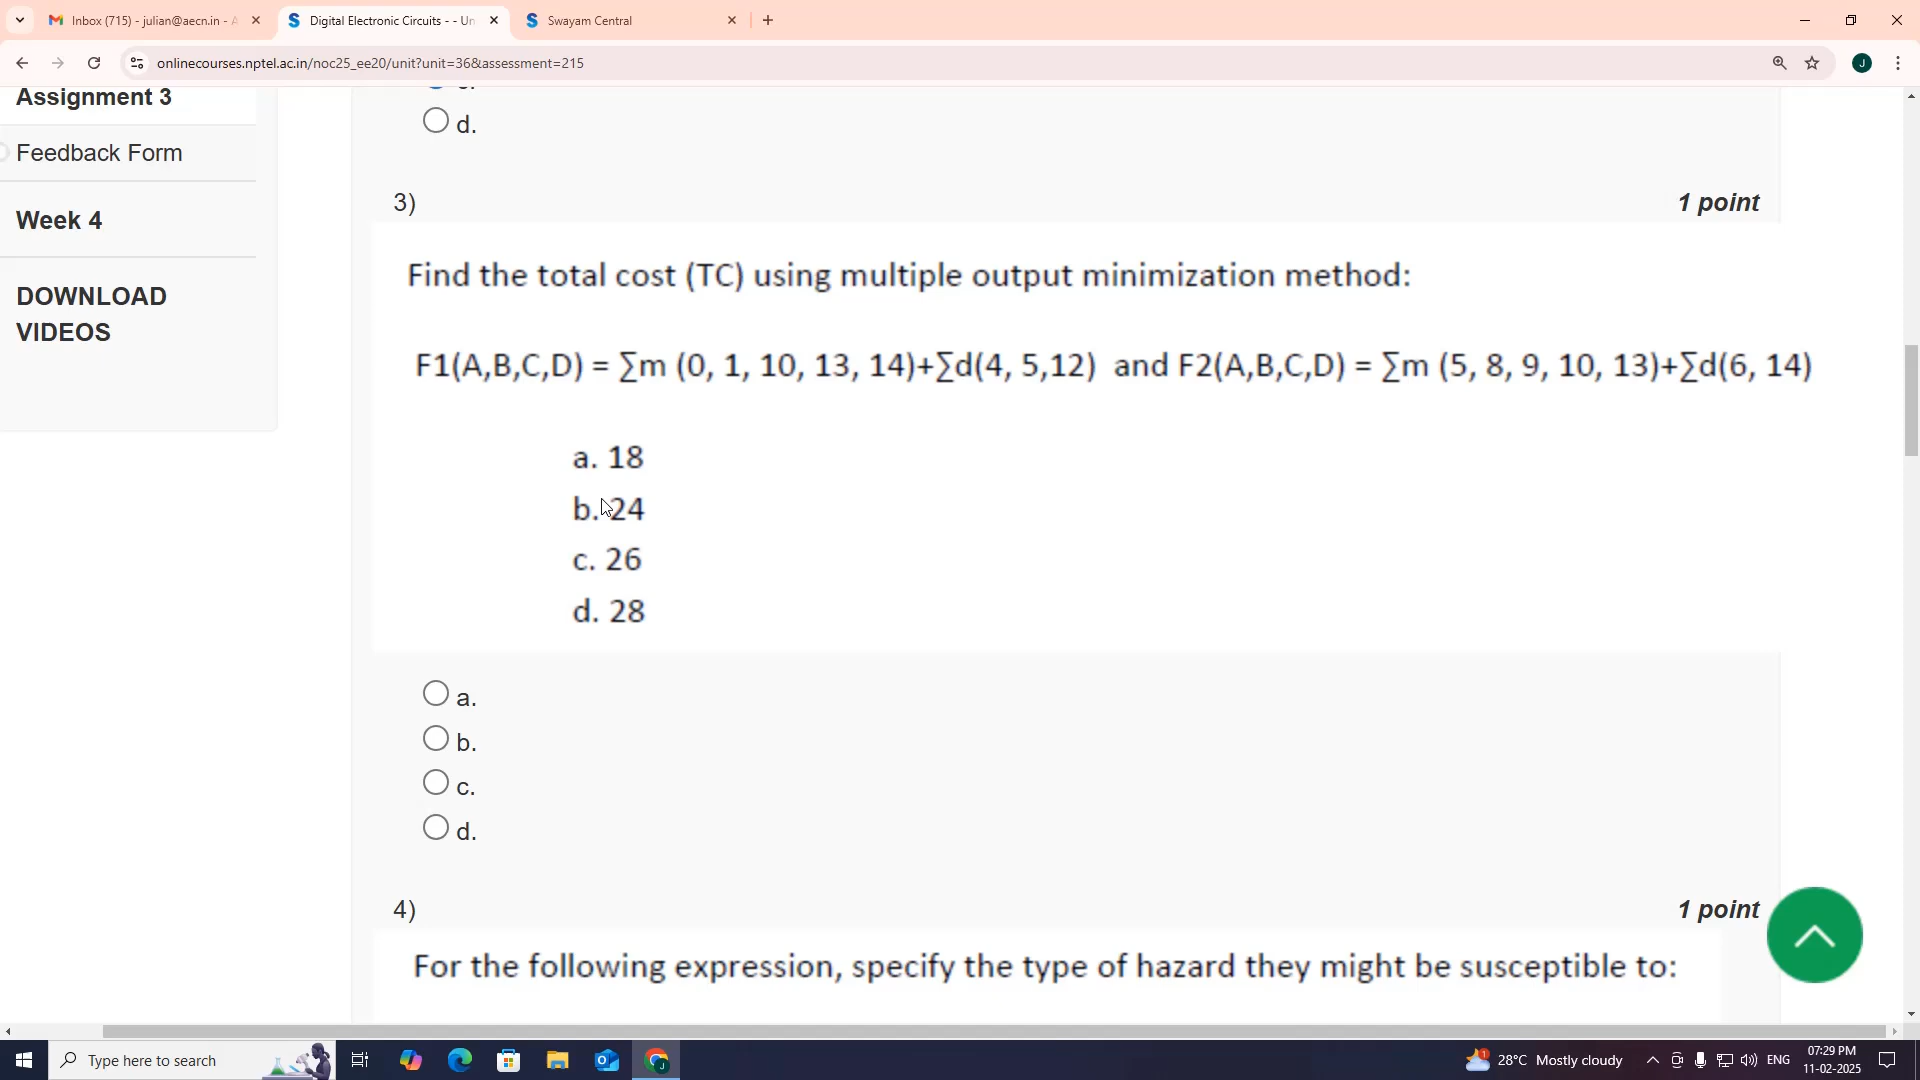 Inbox (715) - julian@aecn.in - A
Digital Electronic Circuits - - Un
Swayam Central
onlinecourses.nptel.ac.in/noc25_ee20/unit?unit=36&assessment=215
J
Assignment 3
Feedback Form
Week 4
DOWNLOAD
VIDEOS
d.
3)
1 point
Find the total cost (TC) using multiple output minimization method:
F1(A,B,C,D) = ∑m (0, 1, 10, 13, 14)+∑d(4, 5,12) and F2(A,B,C,D) = ∑m (5, 8, 9, 10, 13)+∑d(6, 14)
a. 18
b. 24
c. 26
d. 28
a.
b.
c.
d.
4)
1 point
For the following expression, specify the type of hazard they might be susceptible to:
Type here to search
28°C Mostly cloudy
ENG
07:29 PM
11-02-2025